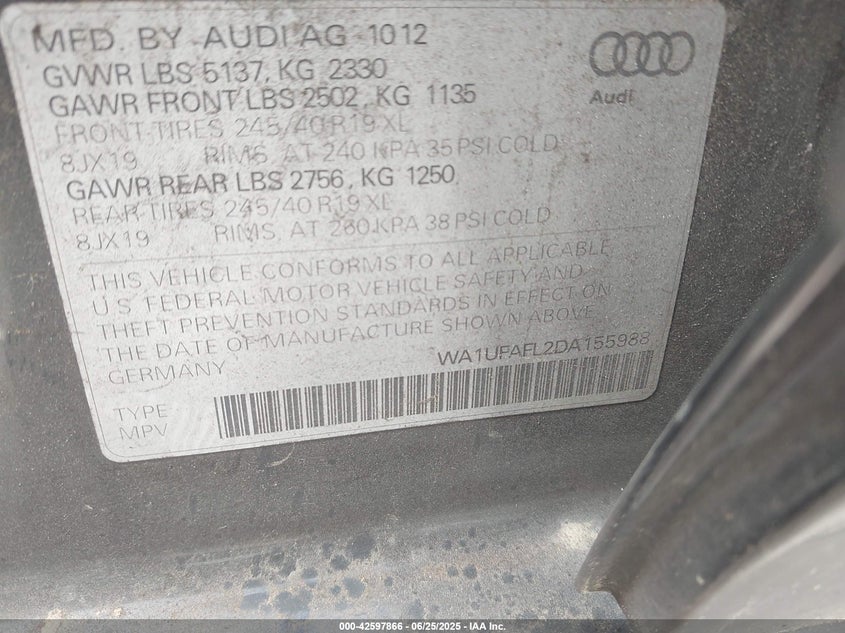 MFD. BY AUDI AG 10 12
GVWR LBS 5137, KG 2330
GAWR FRONT LBS 2502, KG 1135
FRONT TIRES 245/40 R19 XL
8JX19 RIMS, AT 240 KPA 35 PSI COLD
GAWR REAR LBS 2756, KG 1250
REAR TIRES 245/40 R19 XL
8JX19 RIMS, AT 260 KPA 38 PSI COLD
Audi
THIS VEHICLE CONFORMS TO ALL APPLICABLE
U.S. FEDERAL MOTOR VEHICLE SAFETY AND
THEFT PREVENTION STANDARDS IN EFFECT ON
THE DATE OF MANUFACTURE SHOWN ABOVE.
GERMANY WA1UFAFL2DA155988
TYPE
MPV
000-42597866 - 06/25/2025 - IAA Inc.